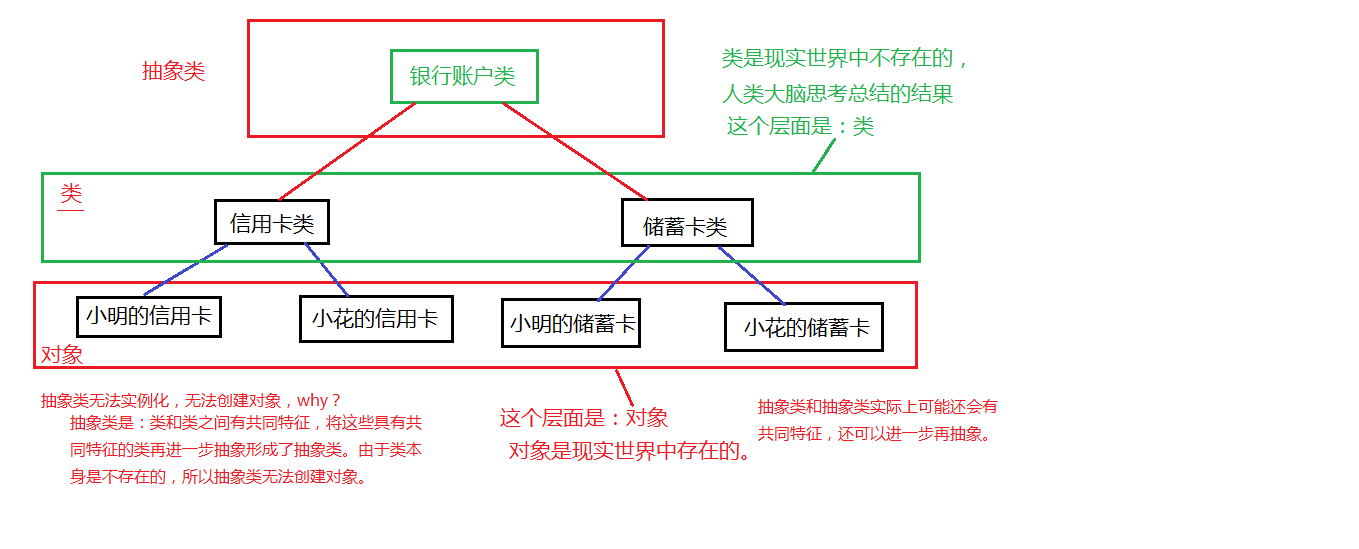 抽象类
银行账户类
类是现实世界中不存在的，
人类大脑思考总结的结果
这个层面是：类
类
信用卡类
储蓄卡类
小明的信用卡
小花的信用卡
小明的储蓄卡
小花的储蓄卡
对象
抽象类无法实例化，无法创建对象，why？
抽象类是：类和类之间有共同特征，将这些具有共
同特征的类再进一步抽象形成了抽象类。由于类本
身是不存在的，所以抽象类无法创建对象。
这个层面是：对象
对象是现实世界中存在的。
抽象类和抽象类实际上可能还会有
共同特征，还可以进一步再抽象。